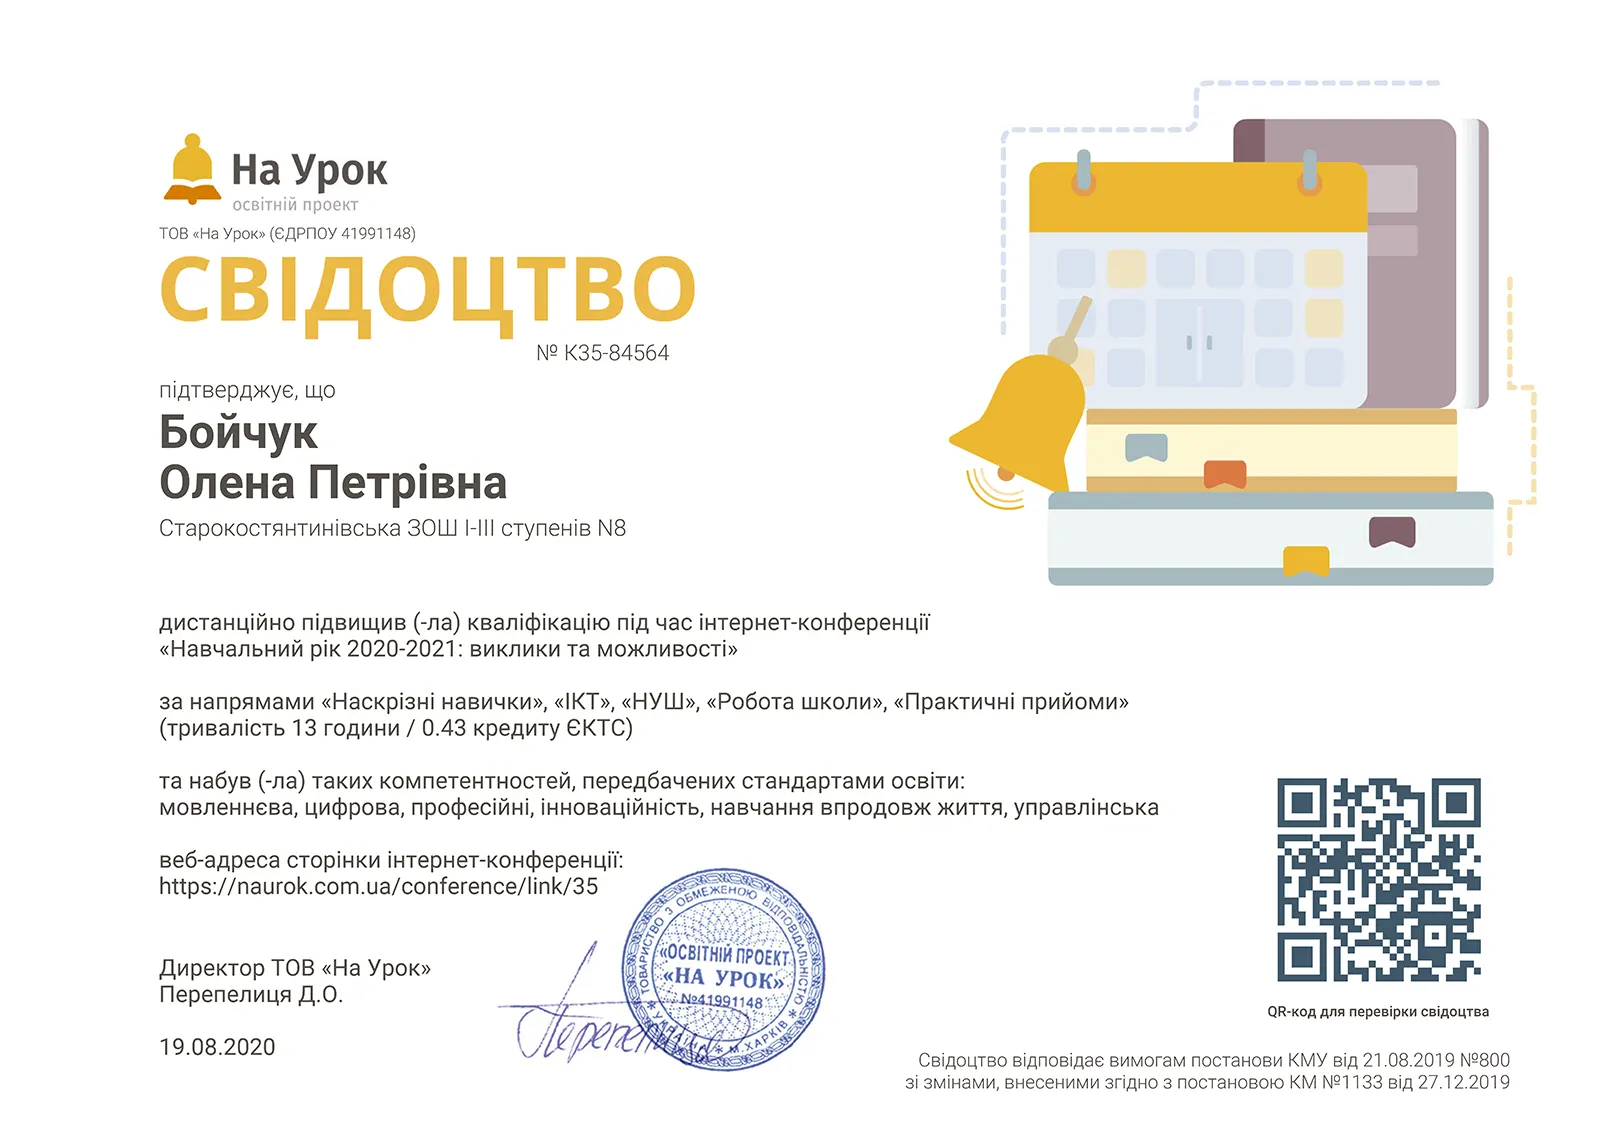 На Урок
освітній проект
ТОВ «На Урок» (ЄДРПОУ 41991148)
СВІДОЦТВО
№ K35-84564
підтверджує, що
Бойчук
Олена Петрівна
Старокостянтинівська ЗОШ І-ІІІ ступенів N8
дистанційно підвищив (-ла) кваліфікацію під час інтернет-конференції
«Навчальний рік 2020-2021: виклики та можливості»
за напрямами «Наскрізні навички», «ІКТ», «НУШ», «Робота школи», «Практичні прийоми»
(тривалість 13 години / 0.43 кредиту ЄКТС)
та набув (-ла) таких компетентностей, передбачених стандартами освіти:
мовленнєва, цифрова, професійні, інноваційність, навчання впродовж життя, управлінська
веб-адреса сторінки інтернет-конференції:
https://naurok.com.ua/conference/link/35
Директор ТОВ «На Урок»
Перепелиця Д.О.
19.08.2020
ТОВАРИСТВО З ОБМЕЖЕНОЮ ВІДПОВІДАЛЬНІСТЮ
«ОСВІТНІЙ ПРОЕКТ
«НА УРОК»
№41991148
* УКРАЇНА * М.ХАРКІВ *
QR-код для перевірки свідоцтва
Свідоцтво відповідає вимогам постанови КМУ від 21.08.2019 №800
зі змінами, внесеними згідно з постановою КМ №1133 від 27.12.2019